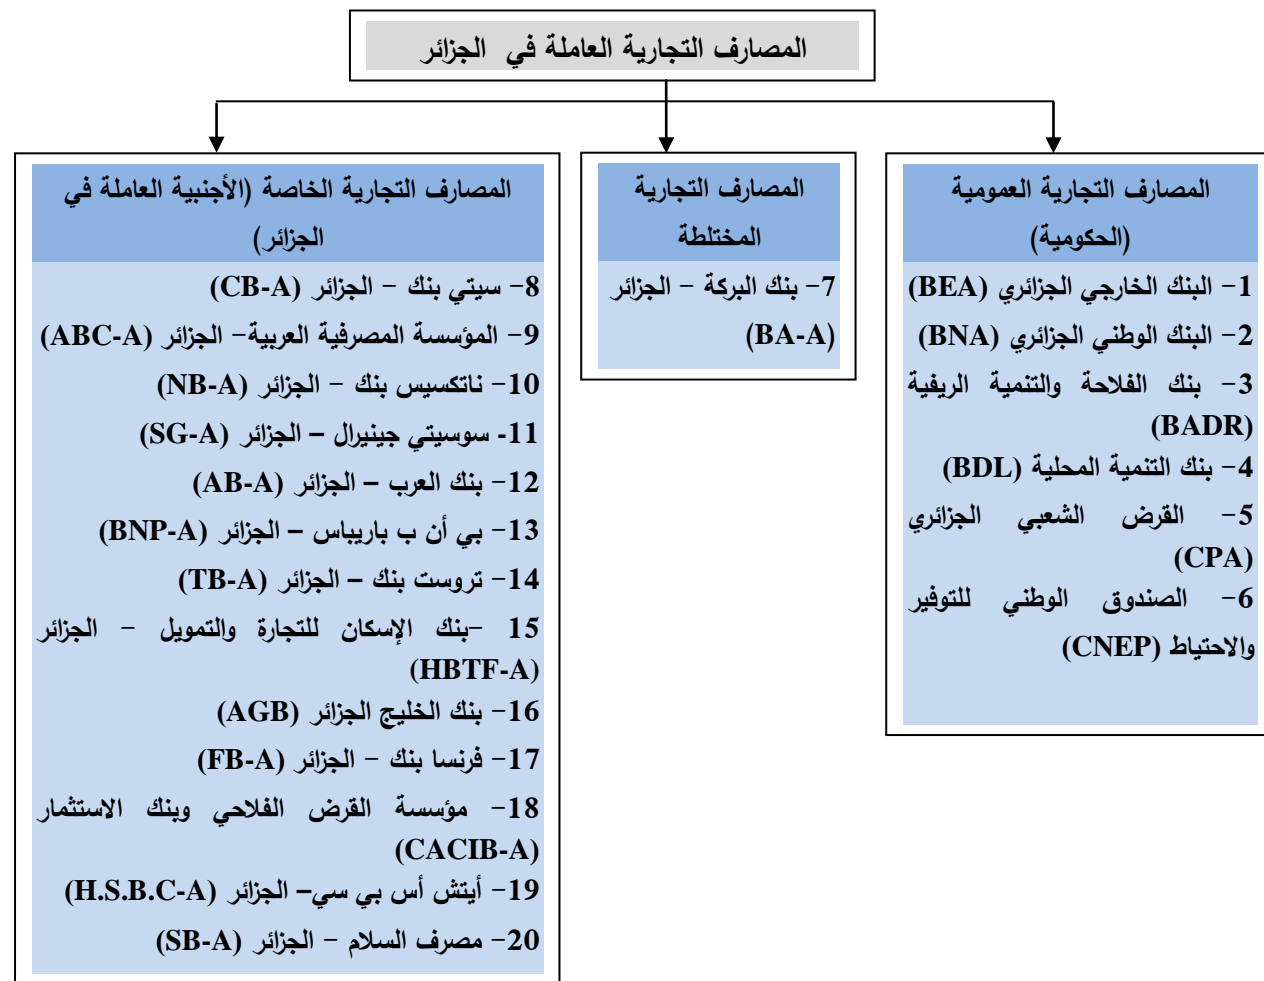 المصارف التجارية العاملة في الجزائر
المصارف التجارية العمومية
(الحكومية)
1- البنك الخارجي الجزائري (BEA)
2- البنك الوطني الجزائري (BNA)
3- بنك الفلاحة والتنمية الريفية
(BADR)
4- بنك التنمية المحلية (BDL)
5- القرض الشعبي الجزائري
(CPA)
6- الصندوق الوطني للتوفير
والاحتياط (CNEP)
المصارف التجارية
المختلطة
7- بنك البركة - الجزائر
(BA-A)
المصارف التجارية الخاصة (الأجنبية العاملة في
الجزائر)
8- سيتي بنك - الجزائر (CB-A)
9- المؤسسة المصرفية العربية- الجزائر (ABC-A)
10- ناتكسيس بنك - الجزائر (NB-A)
11- سوسيتي جينيرال – الجزائر (SG-A)
12- بنك العرب – الجزائر (AB-A)
13- بي أن ب باريباس – الجزائر (BNP-A)
14- تروست بنك – الجزائر (TB-A)
15 -بنك الإسكان للتجارة والتمويل - الجزائر
(HBTF-A)
16- بنك الخليج الجزائر (AGB)
17- فرنسا بنك - الجزائر (FB-A)
18- مؤسسة القرض الفلاحي وبنك الاستثمار
(CACIB-A)
19- أيتش أس بي سي– الجزائر (H.S.B.C-A)
20- مصرف السلام - الجزائر (SB-A)